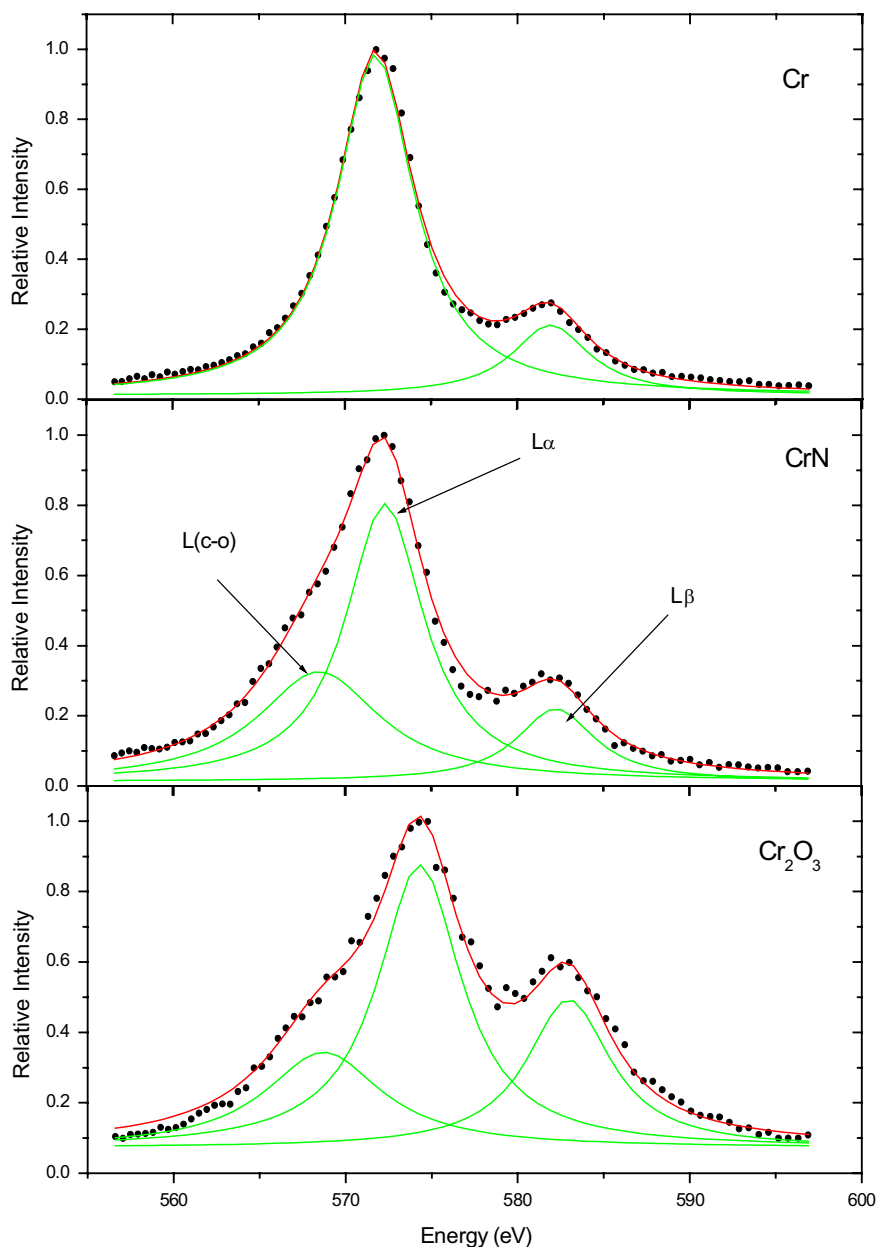 1.0
Cr
0.8
0.6
0.4
0.2
0.0
Relative Intensity
1.0
Lα
CrN
0.8
L(c-o)
0.6
Lβ
0.4
0.2
0.0
Relative Intensity
1.0
Cr₂O₃
0.8
0.6
0.4
0.2
0.0
Relative Intensity
560 570 580 590 600
Energy (eV)